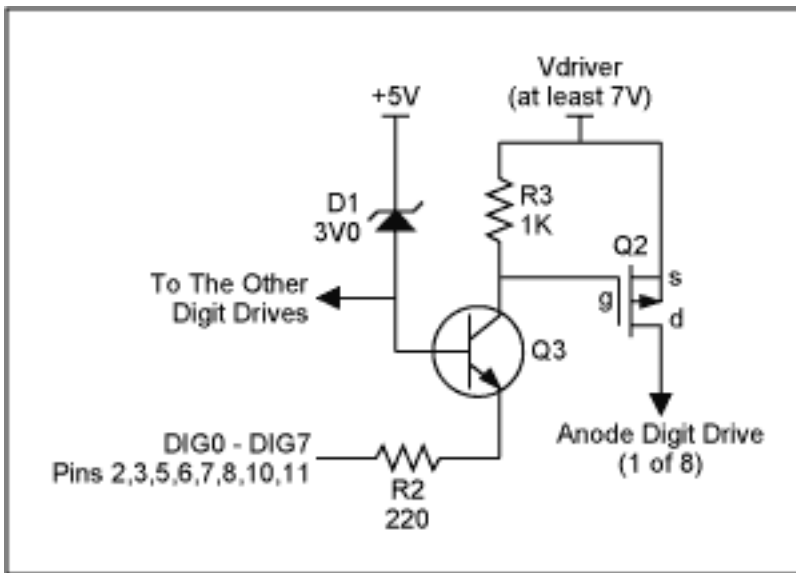 Vdriver
(at least 7V)
+5V
D1
3V0
R3
1K
Q2
s
g
d
To The Other
Digit Drives
Q3
DIG0 - DIG7
Pins 2,3,5,6,7,8,10,11
R2
220
Anode Digit Drive
(1 of 8)